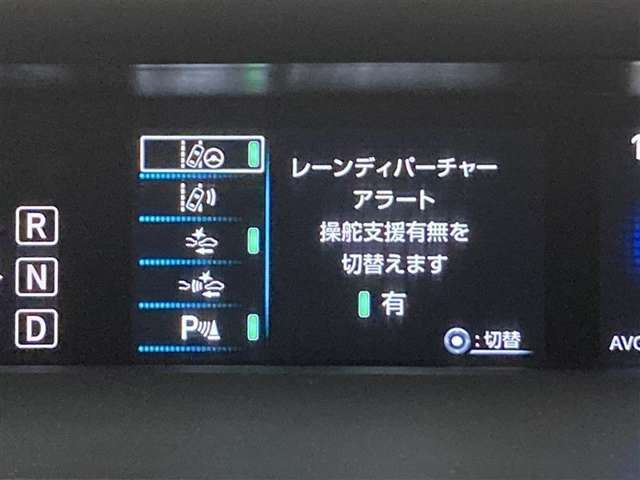 レーンディパーチャー
アラート
操舵支援有無を
切替えます
有
:切替
R
N
D
P
AVG